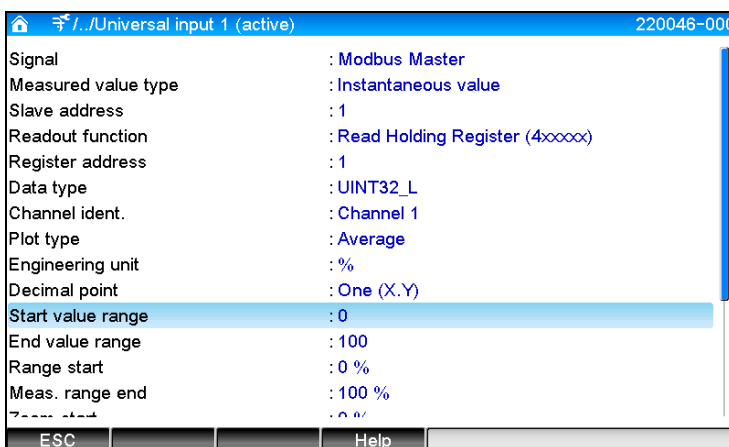 /../Universal input 1 (active) 220046-000
Signal : Modbus Master
Measured value type : Instantaneous value
Slave address : 1
Readout function : Read Holding Register (4xxxxx)
Register address : 1
Data type : UINT32_L
Channel ident. : Channel 1
Plot type : Average
Engineering unit : %
Decimal point : One (X.Y)
Start value range : 0
End value range : 100
Range start : 0 %
Meas. range end : 100 %
Zoom start : 0 %
ESC Help